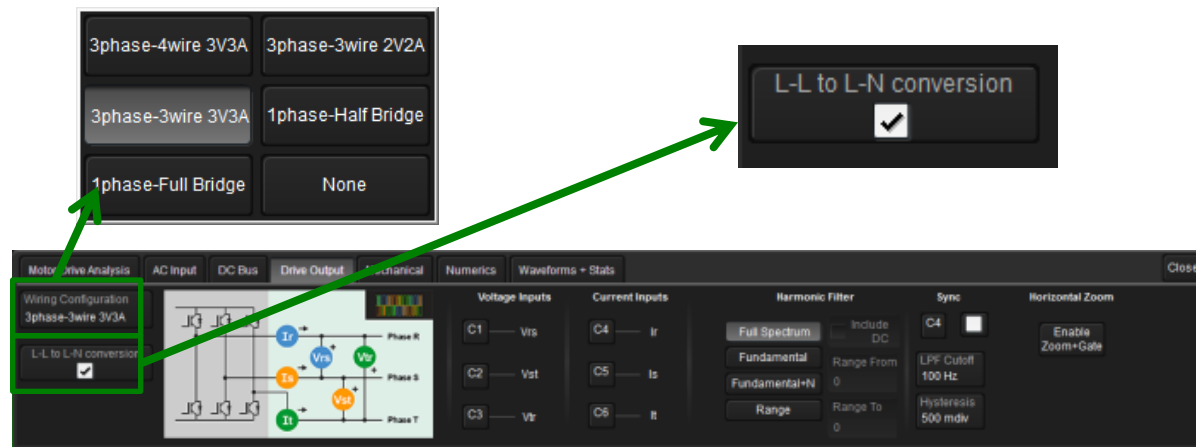 3phase-4wire 3V3A
3phase-3wire 2V2A
3phase-3wire 3V3A
1phase-Half Bridge
1phase-Full Bridge
None
L-L to L-N conversion
Motor Drive Analysis
AC Input
DC Bus
Drive Output
Mechanical
Numerics
Waveforms + Stats
Close
Wiring Configuration
3phase-3wire 3V3A
L-L to L-N conversion
Ir
Phase R
Vrs
Vtr
Is
Phase S
Vst
It
Phase T
Voltage Inputs
C1
Vrs
C2
Vst
C3
Vtr
Current Inputs
C4
Ir
C5
Is
C6
It
Harmonic Filter
Full Spectrum
Include
DC
Fundamental
Range From
0
Fundamental+N
Range
Range To
0
Sync
C4
LPF Cutoff
100 Hz
Hysteresis
500 mdiv
Horizontal Zoom
Enable
Zoom+Gate